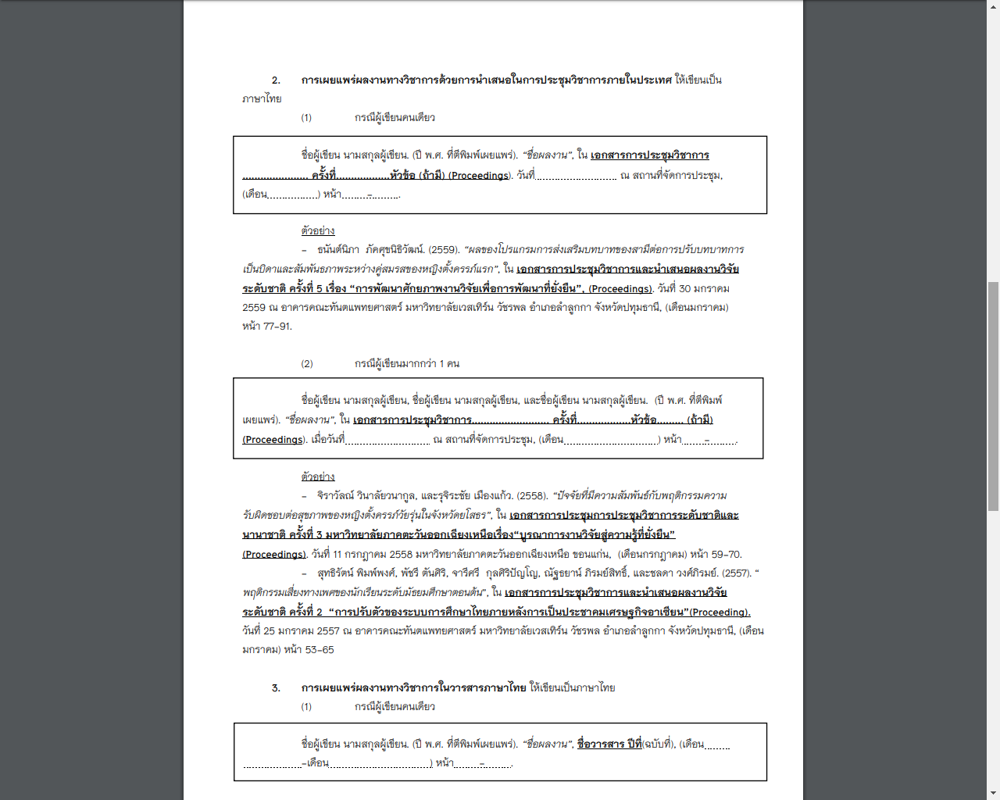 2. การเผยแพร่ผลงานทางวิชาการด้วยการนำเสนอในการประชุมวิชาการภายในประเทศ ให้เขียนเป็น
ภาษาไทย
(1) กรณีผู้เขียนคนเดียว
ชื่อผู้เขียน นามสกุลผู้เขียน. (ปี พ.ศ. ที่ตีพิมพ์เผยแพร่). “ชื่อผลงาน”, ใน เอกสารการประชุมวิชาการ
...................... ครั้งที่..................หัวข้อ (ถ้ามี) (Proceedings). วันที่........................... ณ สถานที่จัดการประชุม,
(เดือน.................) หน้า.........-.........
ตัวอย่าง
- ธนันต์นิภา ภัคศุขนิธิวัฒน์. (2559). “ผลของโปรแกรมการส่งเสริมบทบาทของสามีต่อการปรับบทบาทการ
เป็นบิดาและสัมพันธภาพระหว่างคู่สมรสของหญิงตั้งครรภ์แรก”, ใน เอกสารการประชุมวิชาการและนำเสนอผลงานวิจัย
ระดับชาติ ครั้งที่ 5 เรื่อง “การพัฒนาศักยภาพงานวิจัยเพื่อการพัฒนาที่ยั่งยืน”, (Proceedings). วันที่ 30 มกราคม
2559 ณ อาคารคณะทันตแพทยศาสตร์ มหาวิทยาลัยเวสเทิร์น วัชรพล อำเภอลำลูกกา จังหวัดปทุมธานี, (เดือนมกราคม)
หน้า 77-91.
(2) กรณีผู้เขียนมากกว่า 1 คน
ชื่อผู้เขียน นามสกุลผู้เขียน, ชื่อผู้เขียน นามสกุลผู้เขียน, และชื่อผู้เขียน นามสกุลผู้เขียน. (ปี พ.ศ. ที่ตีพิมพ์
เผยแพร่). “ชื่อผลงาน”, ใน เอกสารการประชุมวิชาการ.......................... ครั้งที่..................หัวข้อ......... (ถ้ามี)
(Proceedings). เมื่อวันที่............................ ณ สถานที่จัดการประชุม, (เดือน...............................) หน้า........-.........
ตัวอย่าง
- จิราวัลณ์ วินาลัยวนากูล, และรุจิระชัย เมืองแก้ว. (2558). “ปัจจัยที่มีความสัมพันธ์กับพฤติกรรมความ
รับผิดชอบต่อสุขภาพของหญิงตั้งครรภ์วัยรุ่นในจังหวัดยโสธร”, ใน เอกสารการประชุมการประชุมวิชาการระดับชาติและ
นานาชาติ ครั้งที่ 3 มหาวิทยาลัยภาคตะวันออกเฉียงเหนือเรื่อง“บูรณาการงานวิจัยสู่ความรู้ที่ยั่งยืน”
(Proceedings). วันที่ 11 กรกฎาคม 2558 มหาวิทยาลัยภาคตะวันออกเฉียงเหนือ ขอนแก่น, (เดือนกรกฎาคม) หน้า 59-70.
- สุทธิรัตน์ พิมพ์พงศ์, พัชรี ตันศิริ, จารีศรี กุลศิริปัญโญ, ณัฐธยาน์ ภิรมย์สิทธิ์, และชลดา วงศ์ภิรมย์. (2557). “
พฤติกรรมเสี่ยงทางเพศของนักเรียนระดับมัธยมศึกษาตอนต้น”, ใน เอกสารการประชุมวิชาการและนำเสนอผลงานวิจัย
ระดับชาติ ครั้งที่ 2 “การปรับตัวของระบบการศึกษาไทยภายหลังการเป็นประชาคมเศรษฐกิจอาเซียน”(Proceeding).
วันที่ 25 มกราคม 2557 ณ อาคารคณะทันตแพทยศาสตร์ มหาวิทยาลัยเวสเทิร์น วัชรพล อำเภอลำลูกกา จังหวัดปทุมธานี, (เดือน
มกราคม) หน้า 53-65
3. การเผยแพร่ผลงานทางวิชาการในวารสารภาษาไทย ให้เขียนเป็นภาษาไทย
(1) กรณีผู้เขียนคนเดียว
ชื่อผู้เขียน นามสกุลผู้เขียน. (ปี พ.ศ. ที่ตีพิมพ์เผยแพร่). “ชื่อผลงาน”, ชื่อวารสาร ปีที่(ฉบับที่), (เดือน.........
...................-เดือน..................................) หน้า........-.........